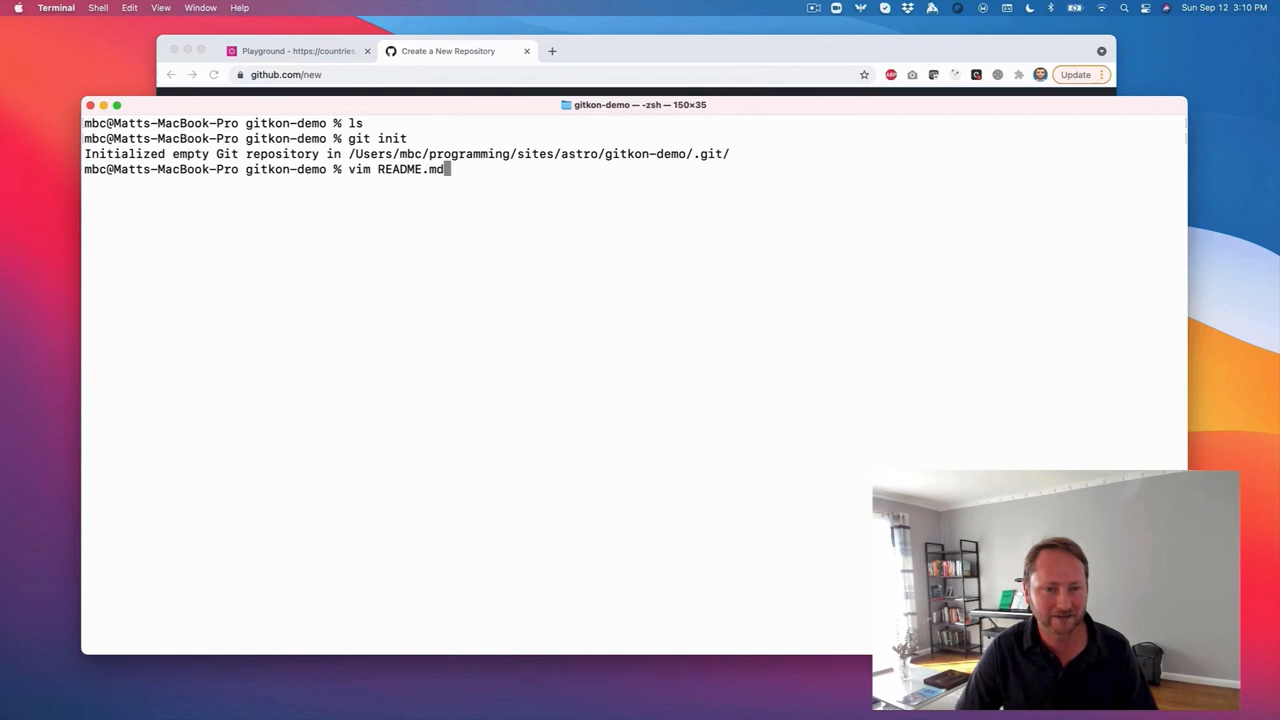 Terminal Shell Edit View Window Help Sun Sep 12 3:10 PM
Playground - https://countries Create a New Repository
github.com/new ABP Update
gitkon-demo — -zsh — 150×35
mbc@Matts-MacBook-Pro gitkon-demo % ls
mbc@Matts-MacBook-Pro gitkon-demo % git init
Initialized empty Git repository in /Users/mbc/programming/sites/astro/gitkon-demo/.git/
mbc@Matts-MacBook-Pro gitkon-demo % vim README.md